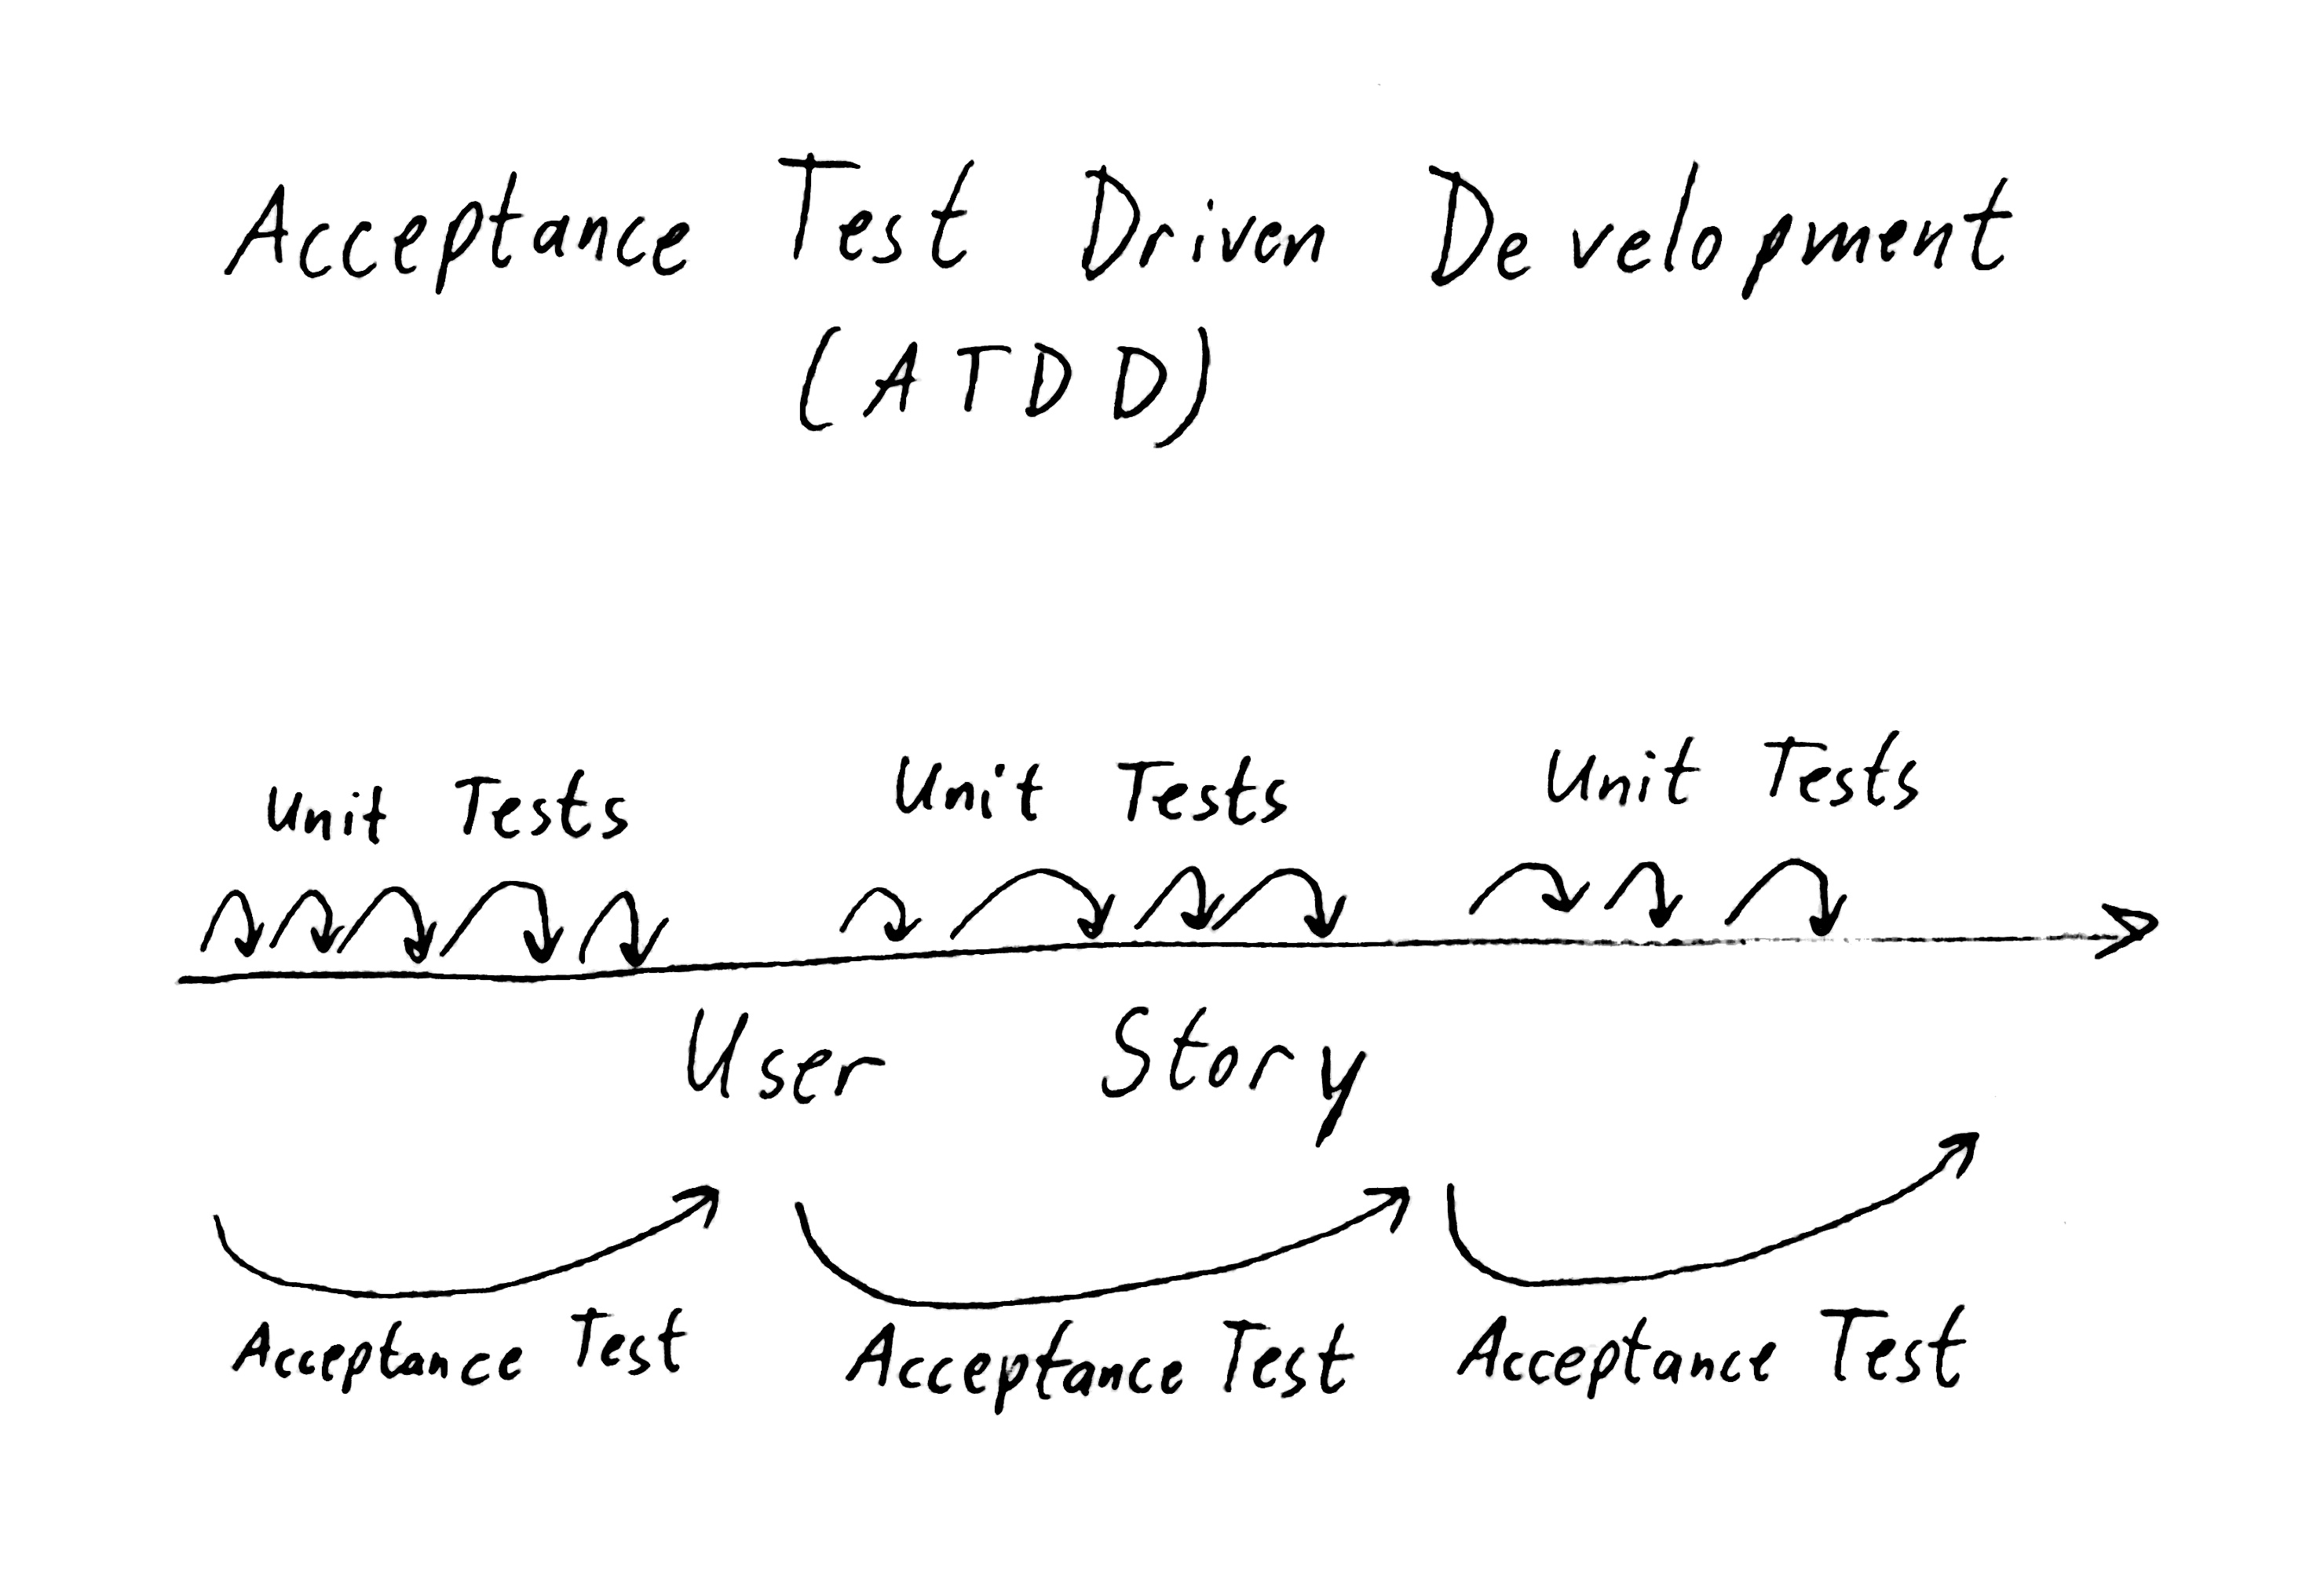 Acceptance Test Driven Development
(ATDD)
Unit Tests Unit Tests Unit Tests
User Story
Acceptance Test Acceptance Test Acceptance Test